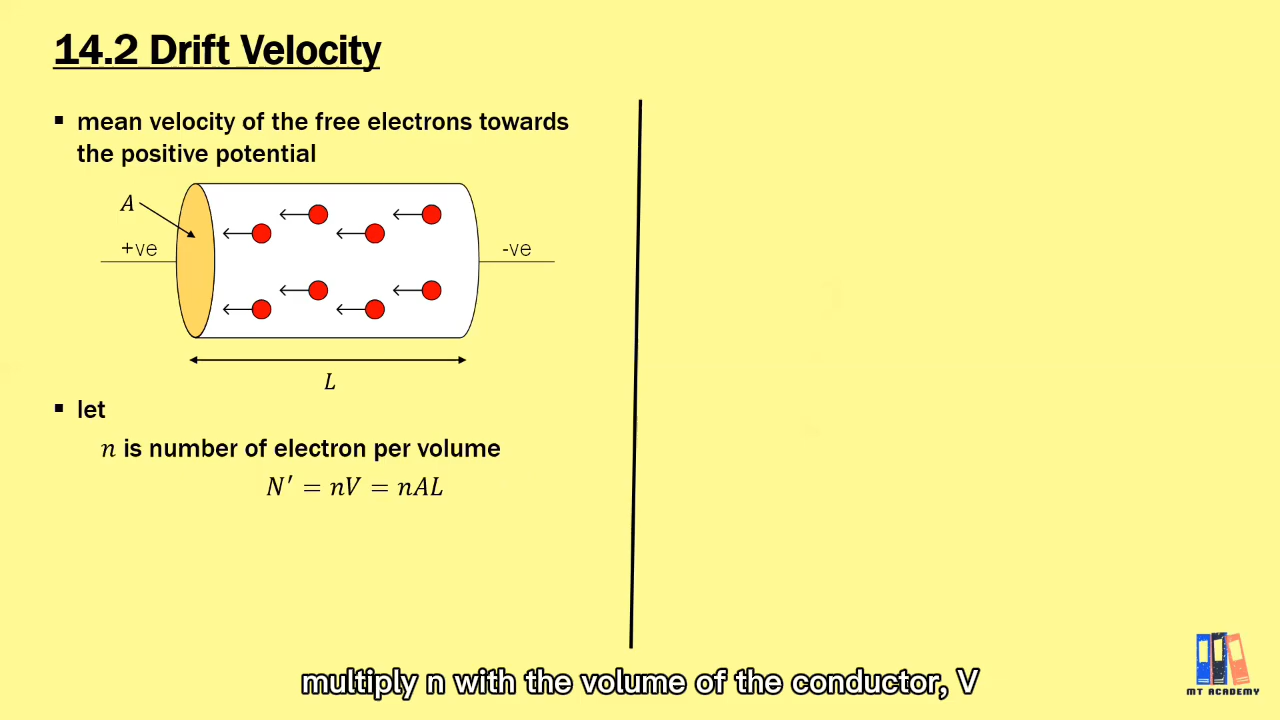 14.2 Drift Velocity
▪ mean velocity of the free electrons towards
the positive potential
A
+ve
-ve
L
▪ let
n is number of electron per volume
N′ = nV = nAL
MT ACADEMY
multiply n with the volume of the conductor, V